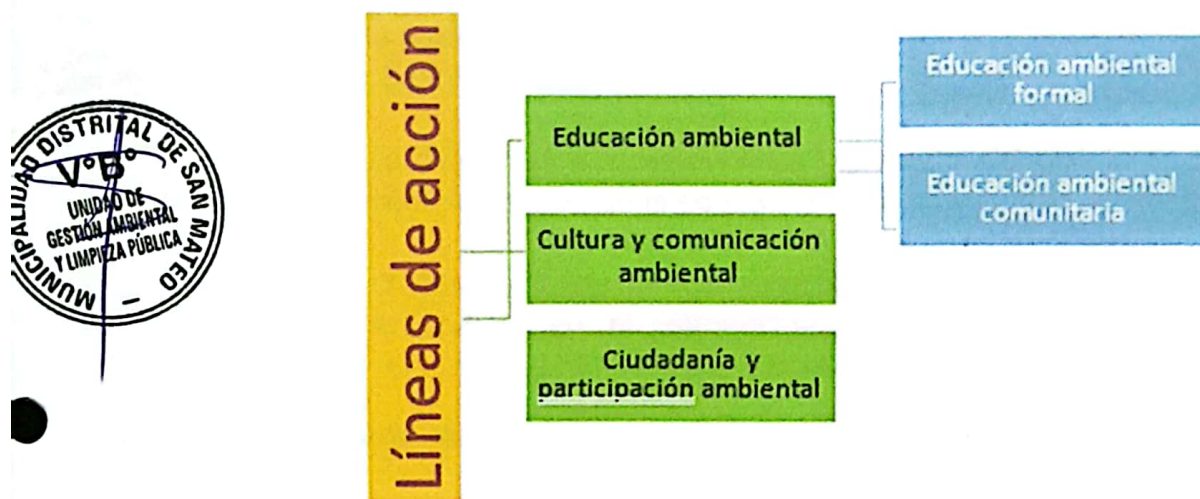 Líneas de acción
Educación ambiental
Cultura y comunicación
ambiental
Ciudadanía y
participación ambiental
Educación ambiental
formal
Educación ambiental
comunitaria
MUNICIPALIDAD DISTRITAL DE SAN MATEO -
V°B°
UNIDAD DE
GESTIÓN AMBIENTAL
Y LIMPIEZA PÚBLICA